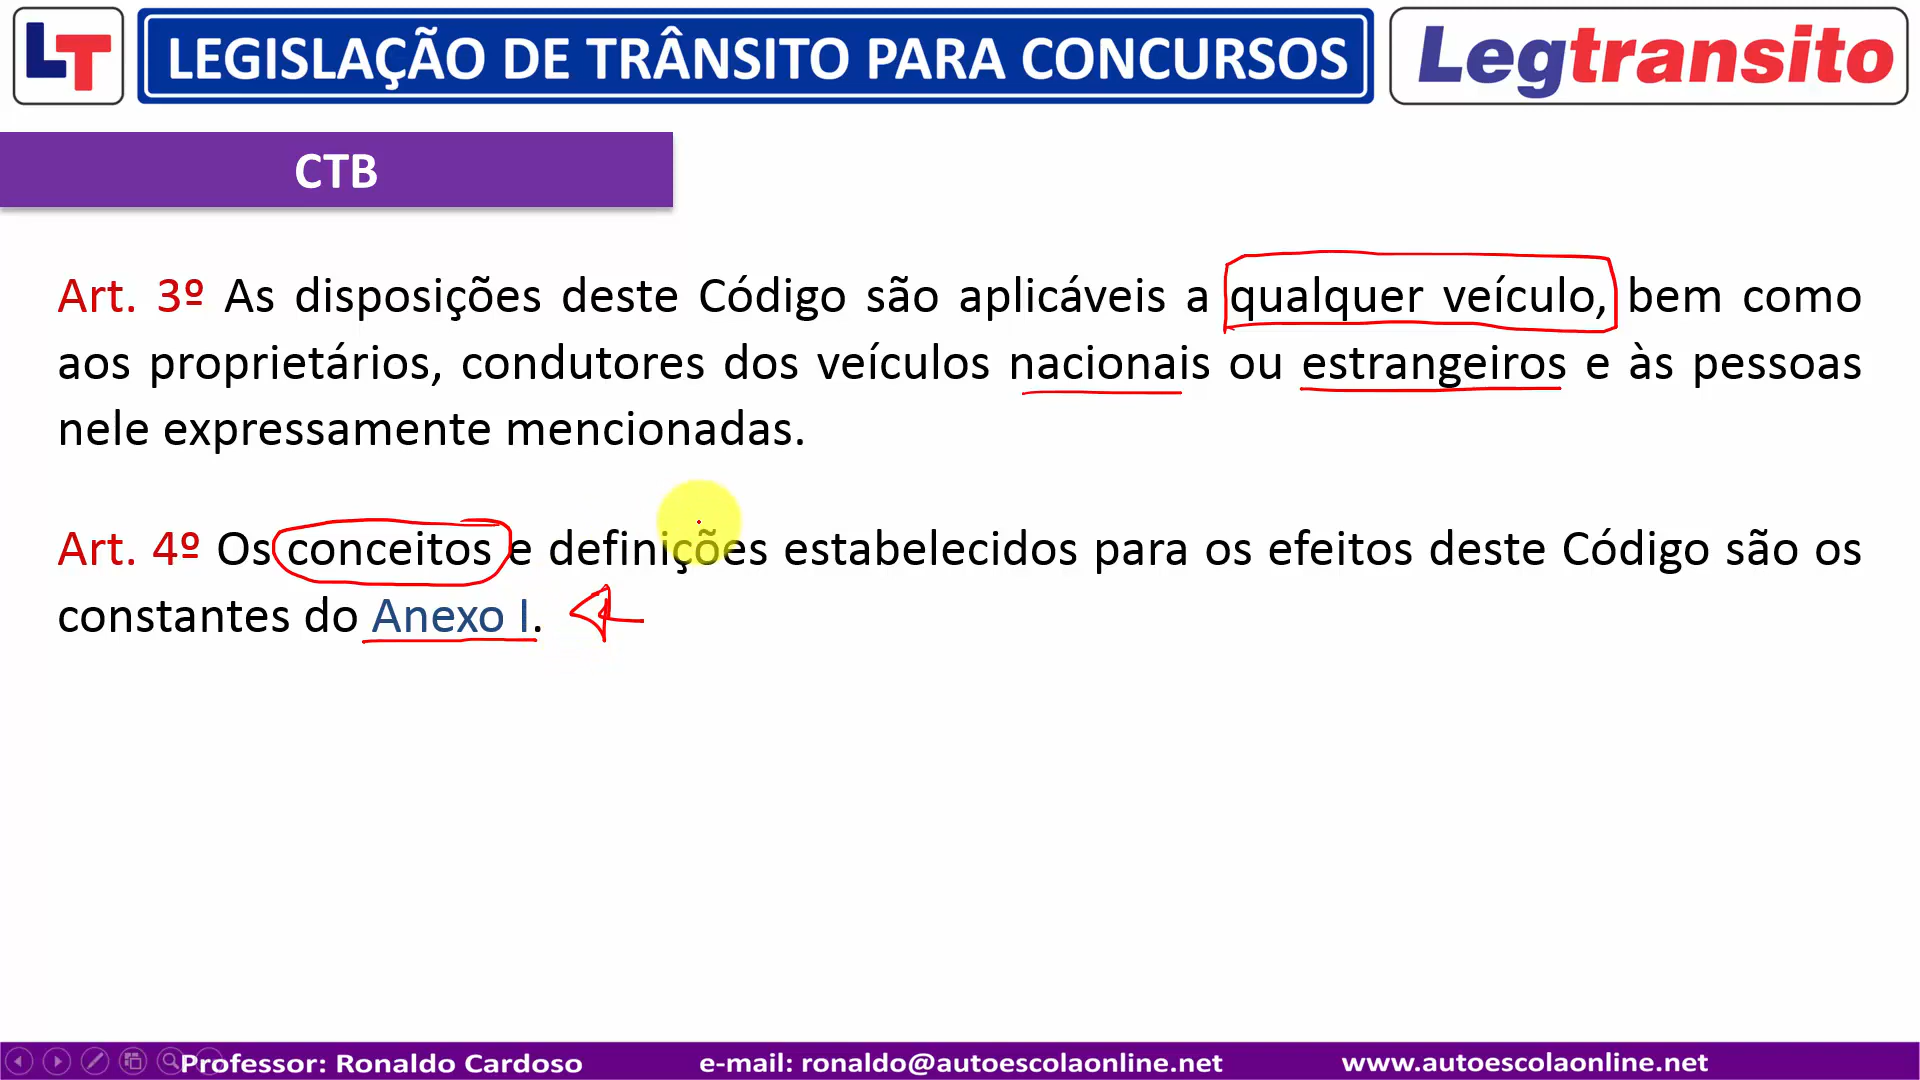 LT LEGISLAÇÃO DE TRÂNSITO PARA CONCURSOS Legtransito
CTB
Art. 3º As disposições deste Código são aplicáveis a qualquer veículo, bem como
aos proprietários, condutores dos veículos nacionais ou estrangeiros e às pessoas
nele expressamente mencionadas.
Art. 4º Os conceitos e definições estabelecidos para os efeitos deste Código são os
constantes do Anexo I.
Professor: Ronaldo Cardoso e-mail: ronaldo@autoescolaonline.net www.autoescolaonline.net